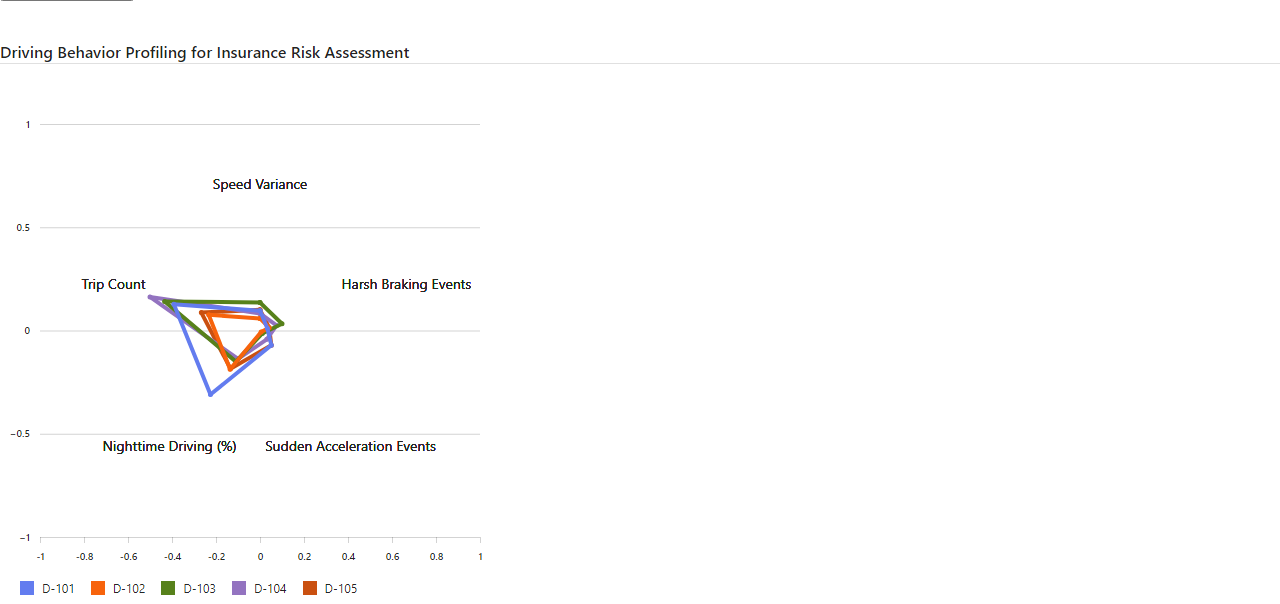 Driving Behavior Profiling for Insurance Risk Assessment
1
Speed Variance
0.5
Trip Count
Harsh Braking Events
0
−0.5
Nighttime Driving (%)
Sudden Acceleration Events
−1
-1 -0.8 -0.6 -0.4 -0.2 0 0.2 0.4 0.6 0.8 1
D-101 D-102 D-103 D-104 D-105